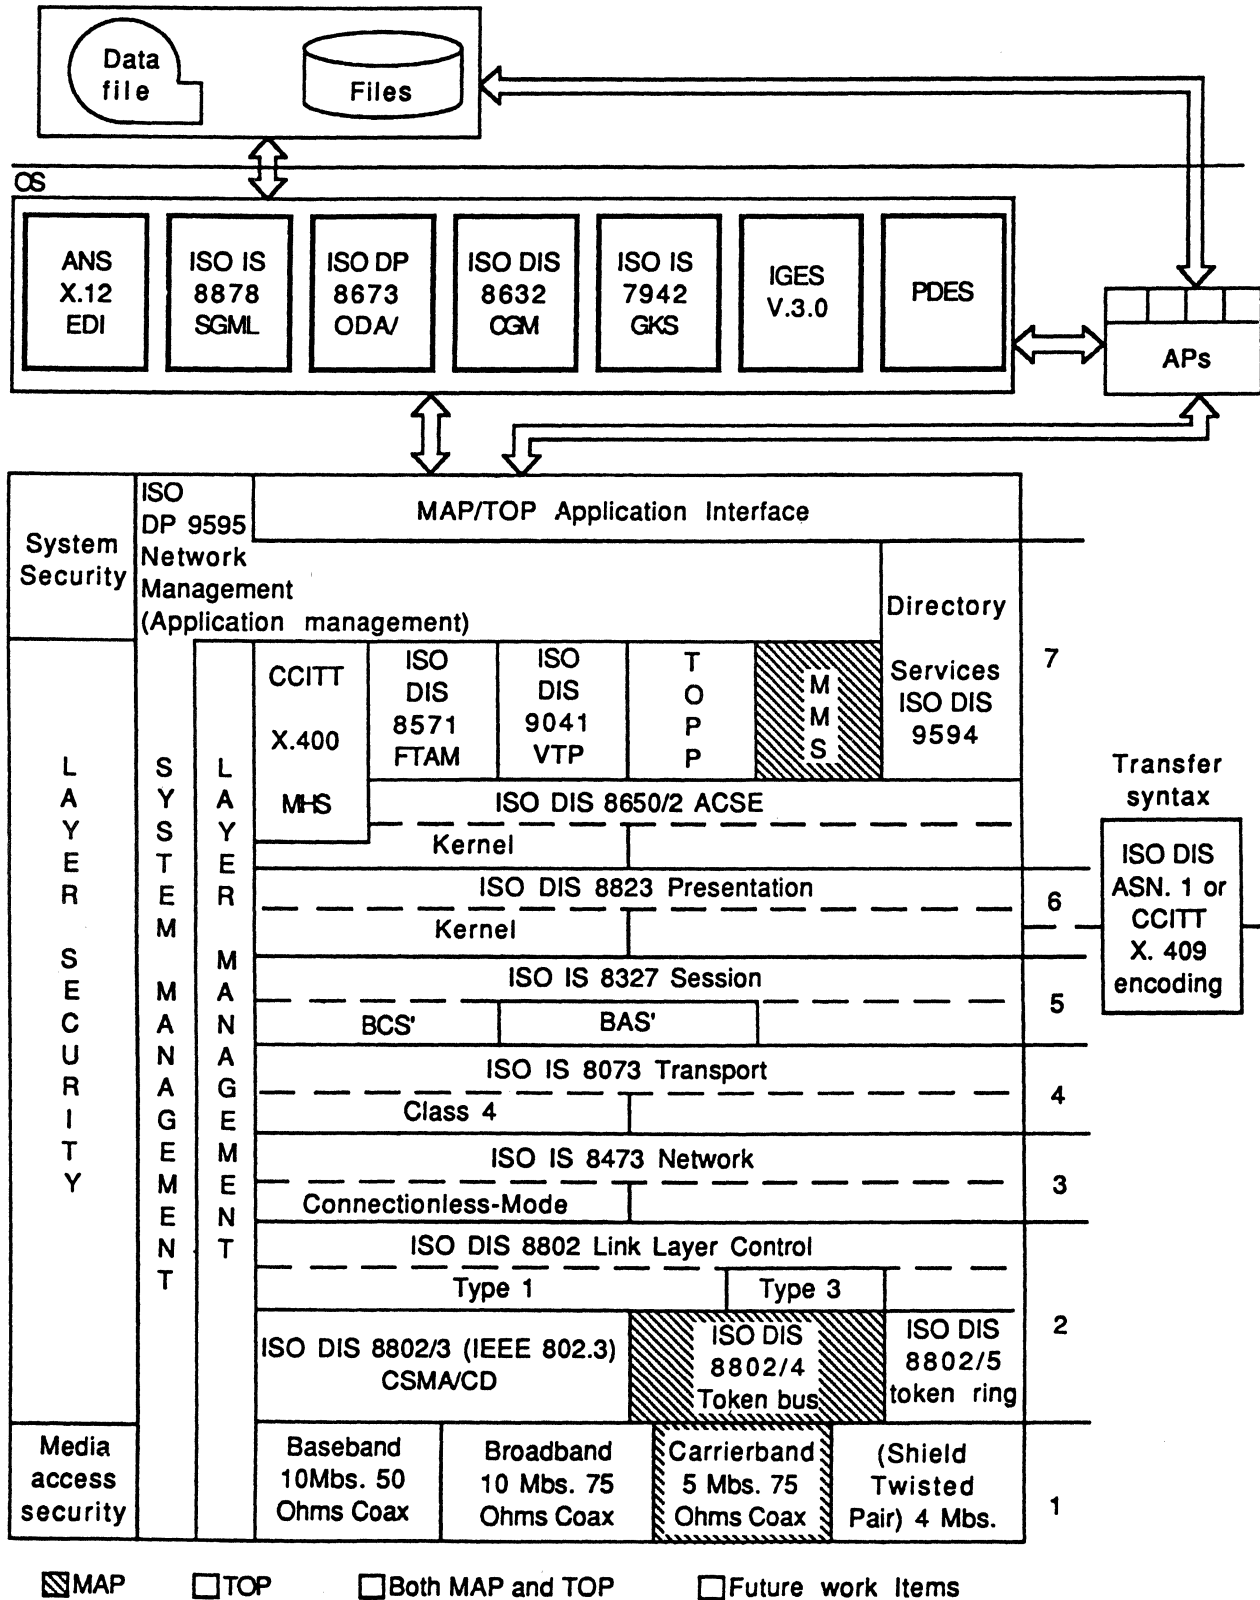 Data
file
Files
OS
ANS
X.12
EDI
ISO IS
8878
SGML
ISO DP
8673
ODA/
ISO DIS
8632
CGM
ISO IS
7942
GKS
IGES
V.3.0
PDES
APs
System
Security
ISO
DP 9595
Network
Management
(Application management)
MAP/TOP Application Interface
Directory
Services
ISO DIS
9594
7
CCITT
X.400
MHS
ISO
DIS
8571
FTAM
ISO
DIS
9041
VTP
T
O
P
P
M
M
S
LAYER SECURITY
SYSTEM MANAGEMENT
LAYER MANAGEMENT
ISO DIS 8650/2 ACSE
Kernel
ISO DIS 8823 Presentation
Kernel
6
Transfer
syntax
ISO DIS
ASN. 1 or
CCITT
X. 409
encoding
ISO IS 8327 Session
BCS'
BAS'
5
ISO IS 8073 Transport
Class 4
4
ISO IS 8473 Network
Connectionless-Mode
3
ISO DIS 8802 Link Layer Control
Type 1
Type 3
2
ISO DIS 8802/3 (IEEE 802.3)
CSMA/CD
ISO DIS
8802/4
Token bus
ISO DIS
8802/5
token ring
Media
access
security
Baseband
10Mbs. 50
Ohms Coax
Broadband
10 Mbs. 75
Ohms Coax
Carrierband
5 Mbs. 75
Ohms Coax
(Shield
Twisted
Pair) 4 Mbs.
1
MAP
TOP
Both MAP and TOP
Future work Items